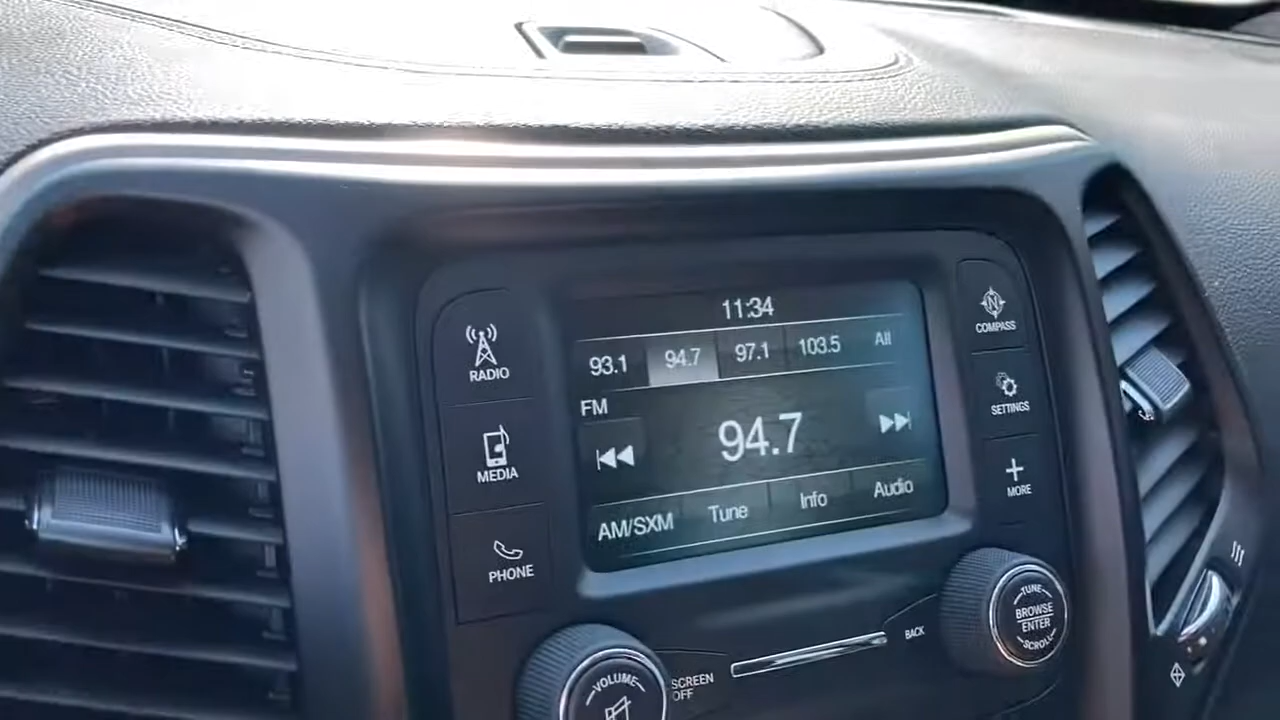 11:34
93.1 94.7 97.1 103.5 All
FM
94.7
AM/SXM Tune Info Audio
RADIO
MEDIA
PHONE
N
COMPASS
SETTINGS
MORE
VOLUME
SCREEN
OFF
BACK
TUNE
BROWSE
ENTER
SCROLL